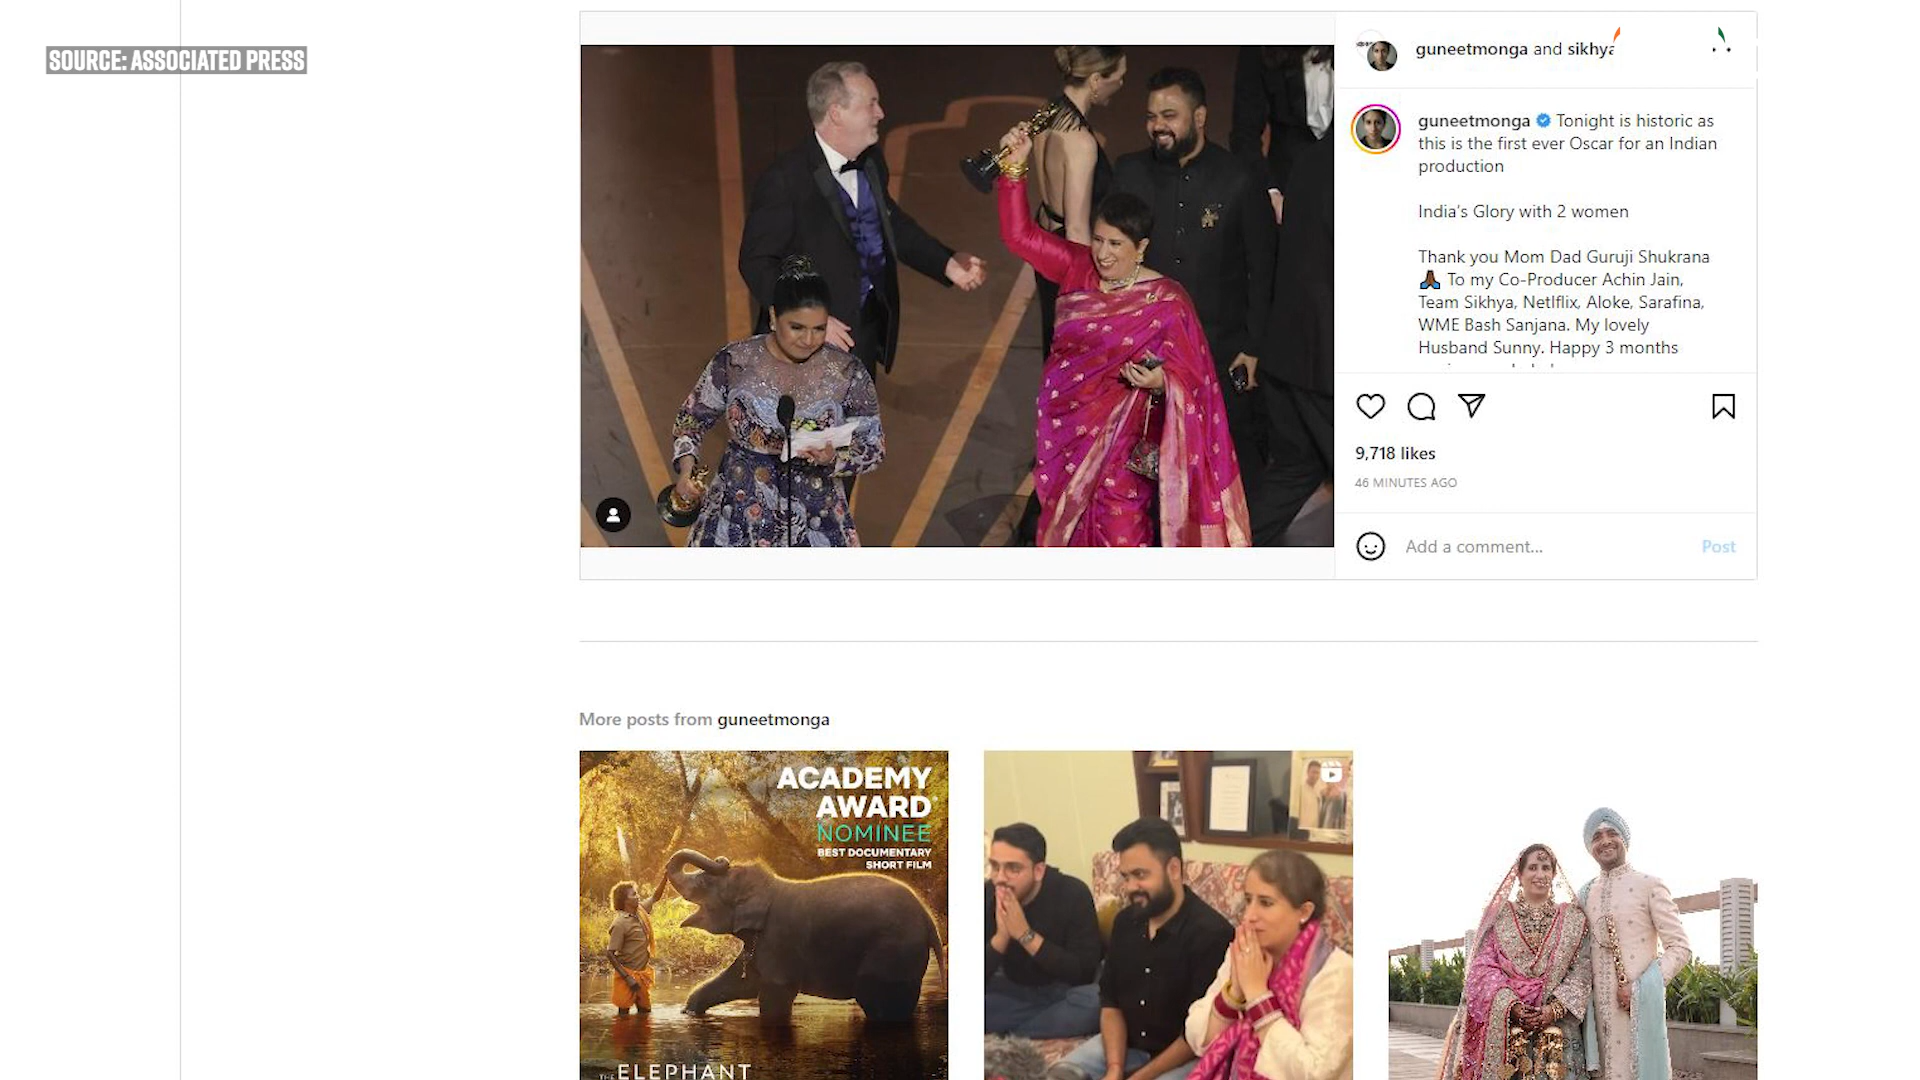 SOURCE: ASSOCIATED PRESS
guneetmonga and sikhya
guneetmonga Tonight is historic as
this is the first ever Oscar for an Indian
production
India's Glory with 2 women
Thank you Mom Dad Guruji Shukrana
🙏🏾 To my Co-Producer Achin Jain,
Team Sikhya, Netlflix, Aloke, Sarafina,
WME Bash Sanjana. My lovely
Husband Sunny. Happy 3 months
9,718 likes
46 MINUTES AGO
Add a comment...
Post
More posts from guneetmonga
ACADEMY
AWARD
NOMINEE
BEST DOCUMENTARY
SHORT FILM
THE ELEPHANT